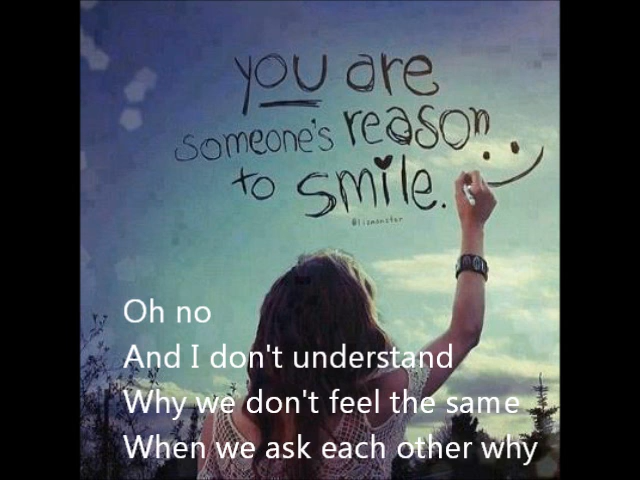 you are
someone's reason
to smile.
@lizmonster
Oh no
And I don't understand
Why we don't feel the same
When we ask each other why